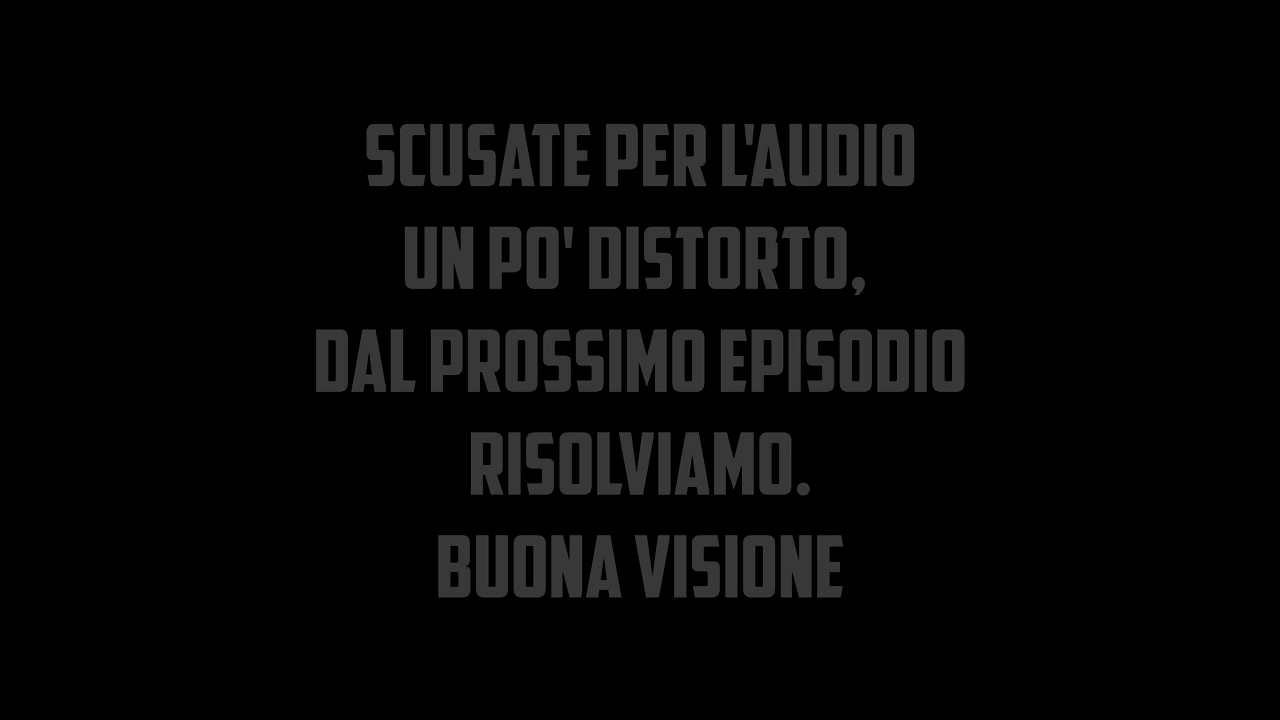 SCUSATE PER L'AUDIO
UN PO' DISTORTO,
DAL PROSSIMO EPISODIO
RISOLVIAMO.
BUONA VISIONE